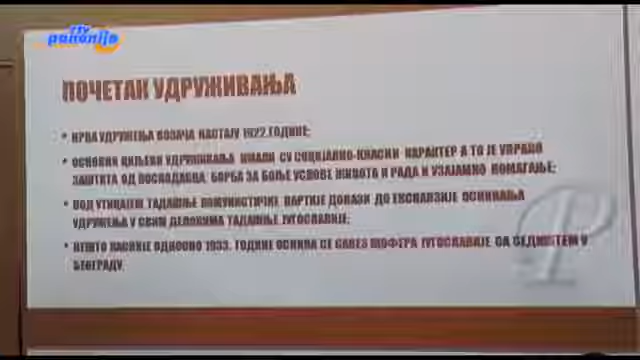 rtv
panonija
ПОЧЕТАК УДРУЖИВАЊА
• ПРВА УДРУЖЕЊА ВОЗАЧА НАСТАЈУ 1922.ГОДИНЕ;
• ОСНОВНИ ЦИЉЕВИ УДРУЖИВАЊА ИМАЛИ СУ СОЦИЈАЛНО-КЛАСНИ КАРАКТЕР А ТО ЈЕ УПРАВО
ЗАШТИТА ОД ПОСЛОДАВЦА, БОРБА ЗА БОЉЕ УСЛОВЕ ЖИВОТА И РАДА И УЗАЈАМНО ПОМАГАЊЕ;
• ПОД УТИЦАЈЕМ ТАДАШЊЕ КОМУНИСТИЧКЕ ПАРТИЈЕ ДОЛАЗИ ДО ЕКСПАНЗИЈЕ ОСНИВАЊА
УДРУЖЕЊА У СВИМ ДЕЛОВИМА ТАДАШЊЕ ЈУГОСЛАВИЈЕ;
• НЕШТО КАСНИЈЕ ОДНОСНО 1933. ГОДИНЕ ОСНИВА СЕ САВЕЗ ШОФЕРА ЈУГОСЛАВИЈЕ СА СЕДИШТЕМ У
БЕОГРАДУ